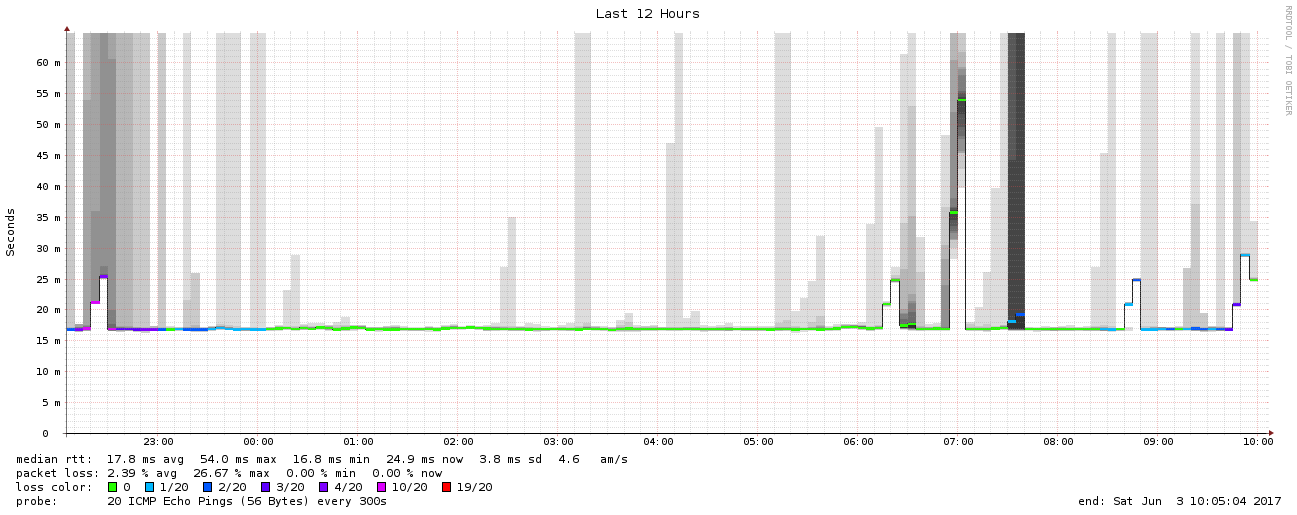 Last 12 Hours
RRDTOOL / TOBI OETIKER
Seconds
60 m
55 m
50 m
45 m
40 m
35 m
30 m
25 m
20 m
15 m
10 m
5 m
0
23:00 00:00 01:00 02:00 03:00 04:00 05:00 06:00 07:00 08:00 09:00 10:00
median rtt: 17.8 ms avg 54.0 ms max 16.8 ms min 24.9 ms now 3.8 ms sd 4.6 am/s
packet loss: 2.39 % avg 26.67 % max 0.00 % min 0.00 % now
loss color: 0 1/20 2/20 3/20 4/20 10/20 19/20
probe: 20 ICMP Echo Pings (56 Bytes) every 300s end: Sat Jun 3 10:05:04 2017